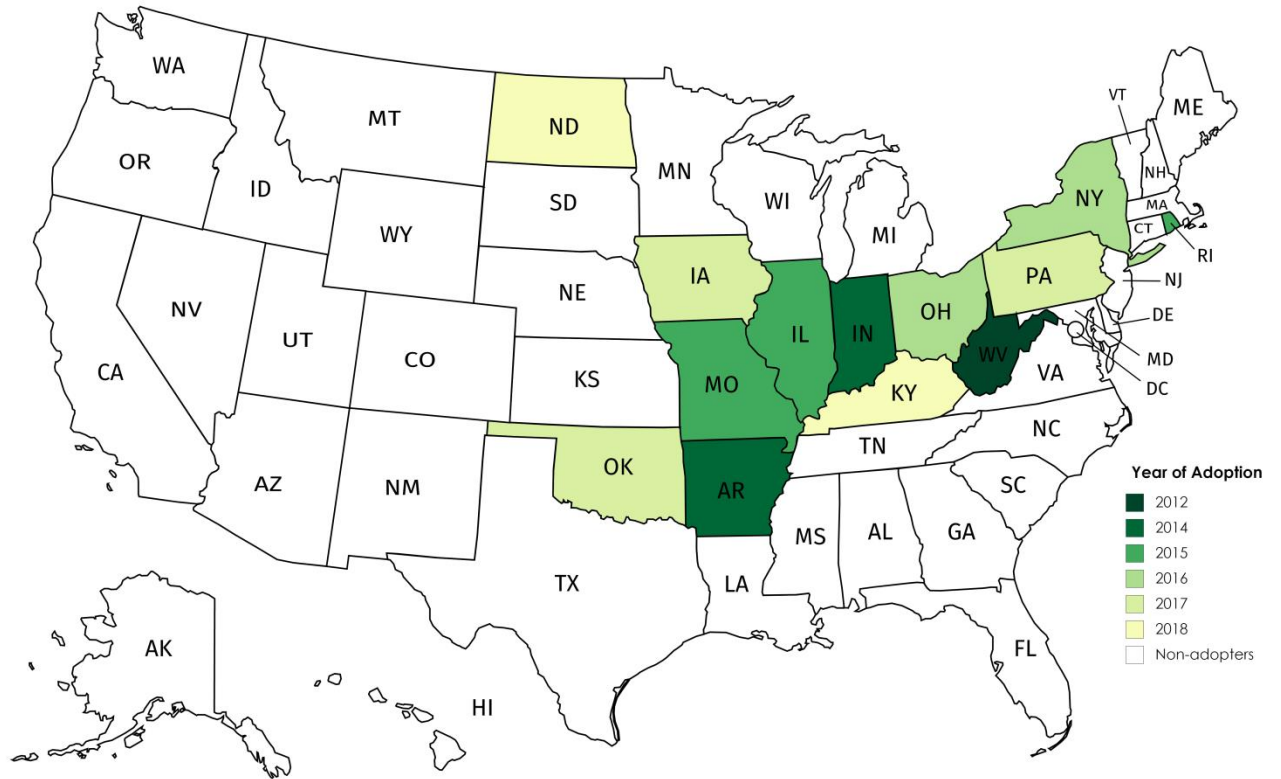 WA
MT
ND
VT
ME
OR
ID
MN
SD
WI
NH
NY
MA
WY
MI
CT
RI
IA
PA
NE
NJ
NV
OH
IL
IN
DE
UT
CO
WV
MD
CA
KS
MO
VA
DC
KY
NC
TN
OK
AZ
NM
AR
SC
MS
AL
GA
TX
LA
AK
FL
HI
Year of Adoption
2012
2014
2015
2016
2017
2018
Non-adopters